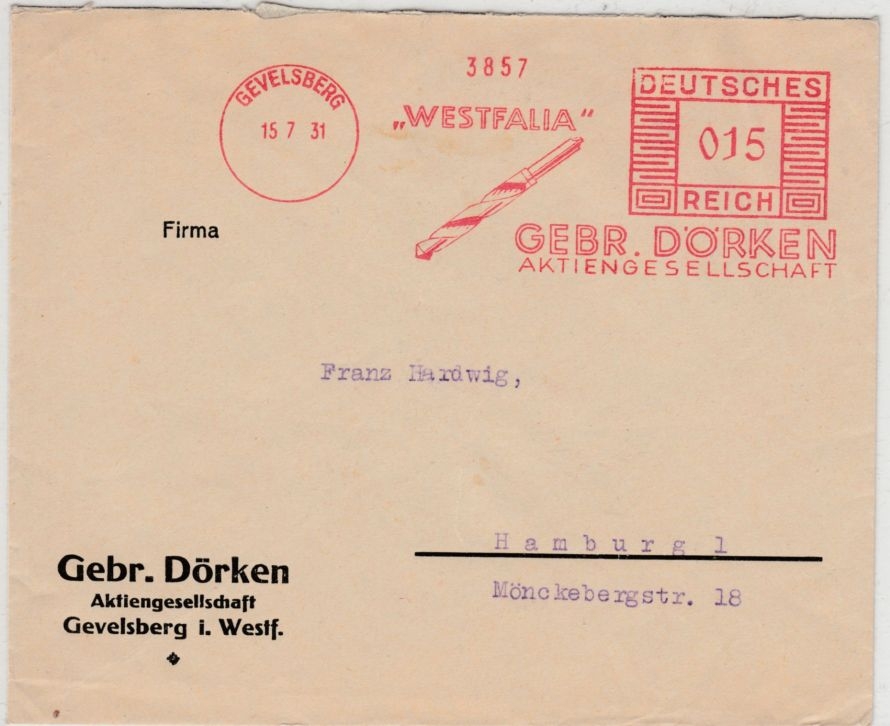 3857
GEVELSBERG
15 7 31
„WESTFALIA“
DEUTSCHES
015
REICH
GEBR. DÖRKEN
AKTIENGESELLSCHAFT
Firma
Franz Hardwig,
Hamburg 1
Mönckebergstr. 18
Gebr. Dörken
Aktiengesellschaft
Gevelsberg i. Westf.